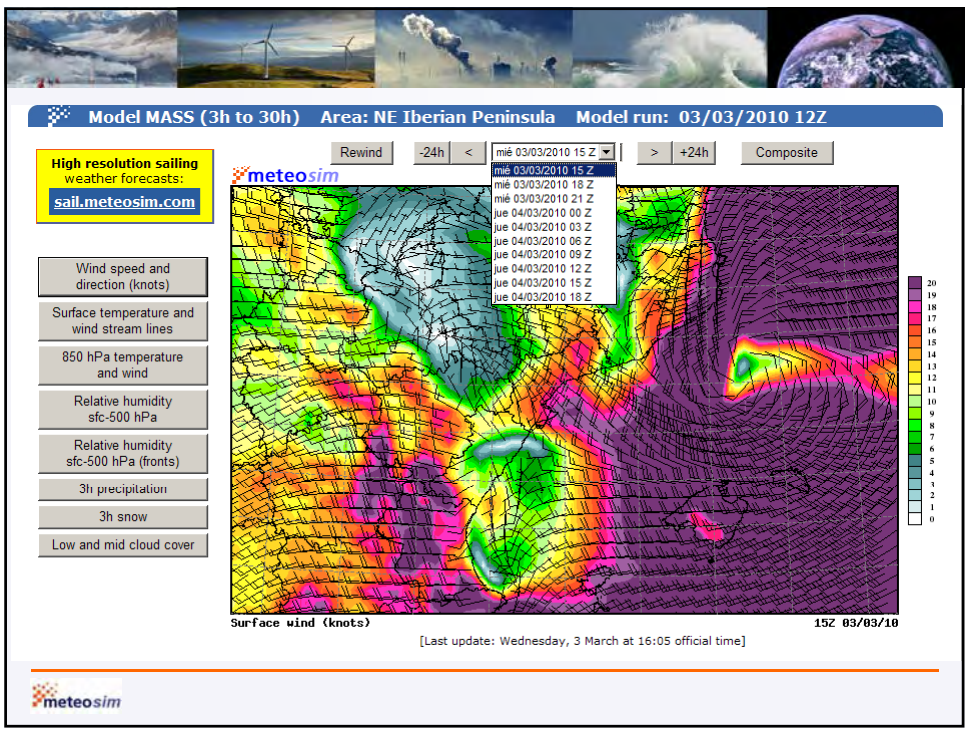 Model MASS (3h to 30h) Area: NE Iberian Peninsula Model run: 03/03/2010 12Z
High resolution sailing
weather forecasts:
sail.meteosim.com
Rewind -24h < mié 03/03/2010 15 Z > +24h Composite
meteosim
mié 03/03/2010 15 Z
mié 03/03/2010 18 Z
mié 03/03/2010 21 Z
jue 04/03/2010 00 Z
jue 04/03/2010 03 Z
jue 04/03/2010 06 Z
jue 04/03/2010 09 Z
jue 04/03/2010 12 Z
jue 04/03/2010 15 Z
jue 04/03/2010 18 Z
Wind speed and
direction (knots)
Surface temperature and
wind stream lines
850 hPa temperature
and wind
Relative humidity
sfc-500 hPa
Relative humidity
sfc-500 hPa (fronts)
3h precipitation
3h snow
Low and mid cloud cover
20
19
18
17
16
15
14
13
12
11
10
9
8
7
6
5
4
3
2
1
0
Surface wind (knots) 15Z 03/03/10
[Last update: Wednesday, 3 March at 16:05 official time]
meteosim